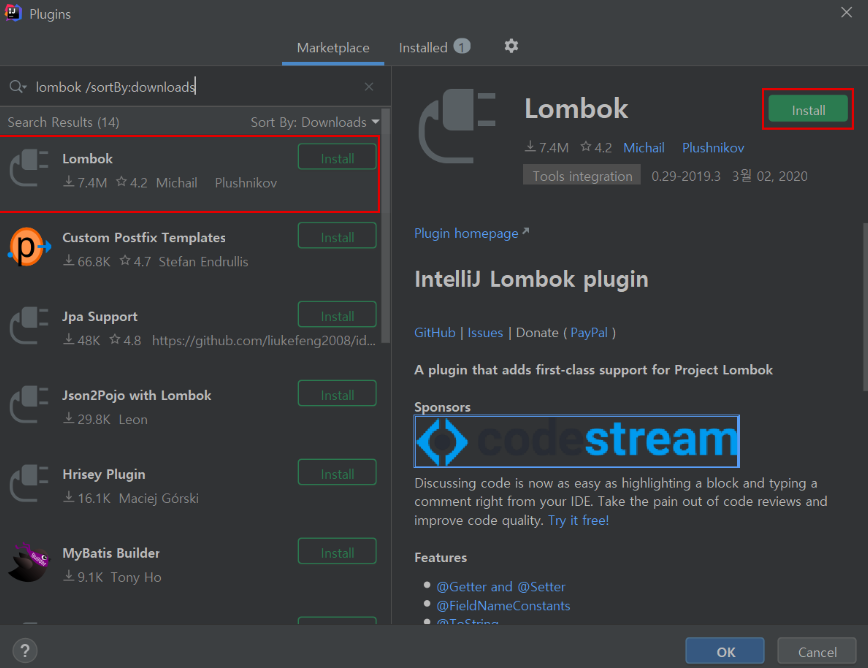 Plugins
Marketplace
Installed 1
lombok /sortBy:downloads
Search Results (14)
Sort By: Downloads
Lombok
Install
7.4M 4.2 Michail Plushnikov
Custom Postfix Templates
Install
66.8K 4.7 Stefan Endrullis
Jpa Support
Install
48K 4.8 https://github.com/liukefeng2008/id...
Json2Pojo with Lombok
Install
29.8K Leon
Hrisey Plugin
Install
16.1K Maciej Górski
MyBatis Builder
Install
9.1K Tony Ho
Lombok
Install
7.4M 4.2 Michail Plushnikov
Tools integration 0.29-2019.3 3월 02, 2020
Plugin homepage
IntelliJ Lombok plugin
GitHub | Issues | Donate ( PayPal )
A plugin that adds first-class support for Project Lombok
Sponsors
codestream
Discussing code is now as easy as highlighting a block and typing a
comment right from your IDE. Take the pain out of code reviews and
improve code quality. Try it free!
Features
@Getter and @Setter
@FieldNameConstants
@ToString
?
OK
Cancel